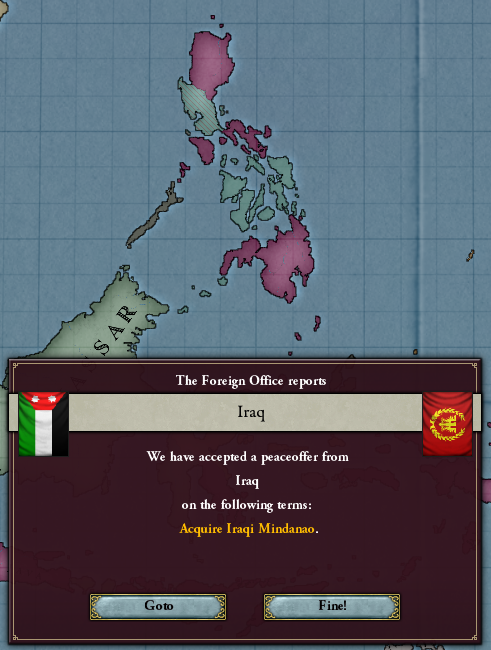 SAR
The Foreign Office reports
Iraq
We have accepted a peaceoffer from
Iraq
on the following terms:
Acquire Iraqi Mindanao.
Goto
Fine!